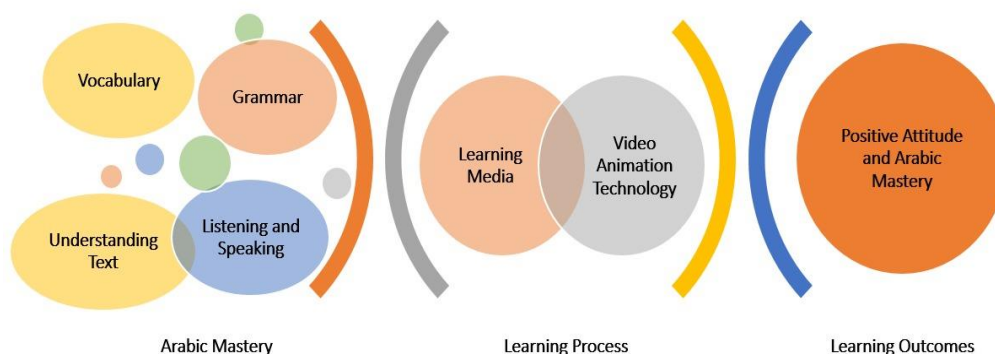 Vocabulary
Grammar
Understanding
Text
Listening and
Speaking
Arabic Mastery
Learning
Media
Video
Animation
Technology
Learning Process
Positive Attitude
and Arabic
Mastery
Learning Outcomes